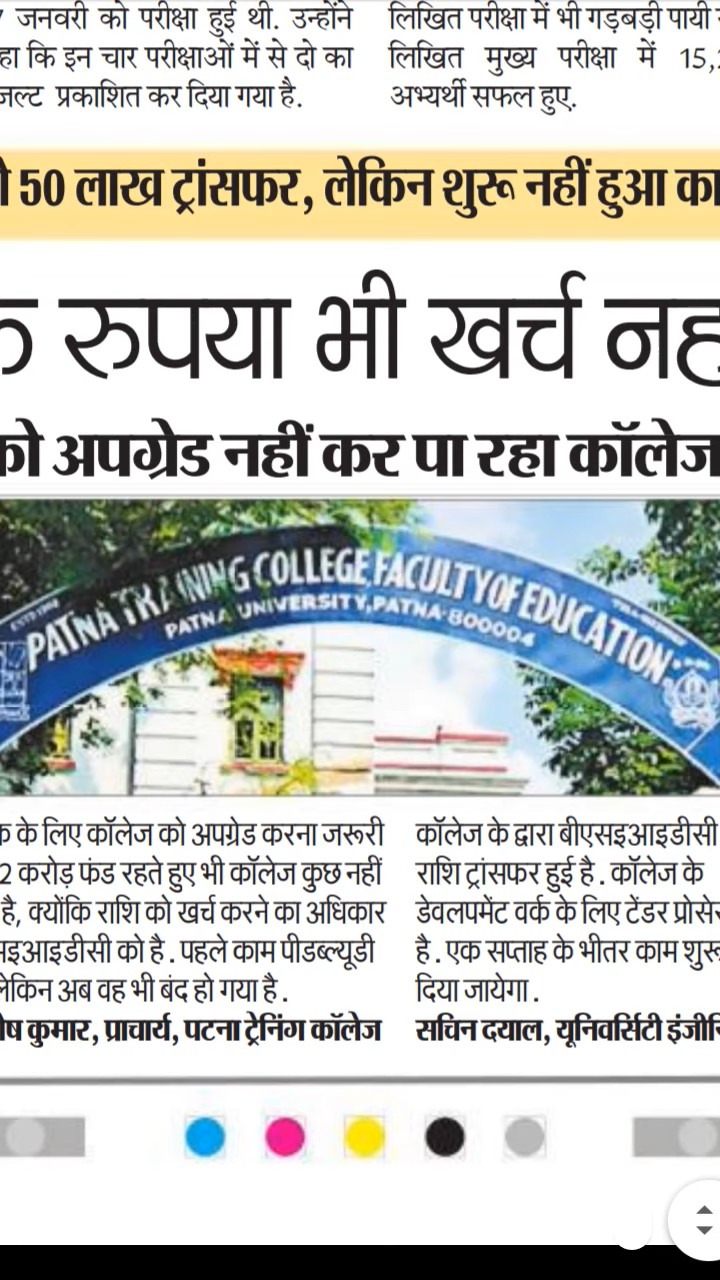 जनवरी को परीक्षा हुई थी. उन्होंने
कि इन चार परीक्षाओं में से दो का
प्रकाशित कर दिया गया है.
लिखित परीक्षा में भी गड़बड़ी पायी
लिखित मुख्य परीक्षा में 15,
अभ्यर्थी सफल हुए.
50 लाख ट्रांसफर, लेकिन शुरू नहीं हुआ
रुपया भी खर्च
को अपग्रेड नहीं कर पा रहा कॉलेज
PATNA TRAINING COLLEGE, FACULTY OF EDUCATION
PATNA UNIVERSITY, PATNA-800004
के लिए कॉलेज को अपग्रेड करना जरूरी
2 करोड़ फंड रहते हुए भी कॉलेज कुछ नहीं
है, क्योंकि राशि को खर्च करने का अधिकार
को है. पहले काम पीडब्ल्यूडी
लेकिन अब वह भी बंद हो गया है.
कुमार, प्राचार्य, पटना ट्रेनिंग कॉलेज
कॉलेज के द्वारा बीएसइआइडीसी
राशि ट्रांसफर हुई है. कॉलेज के
डेवलपमेंट वर्क के लिए टेंडर
है. एक सप्ताह के भीतर काम
दिया जायेगा.
सचिन दयाल, यूनिवर्सिटी